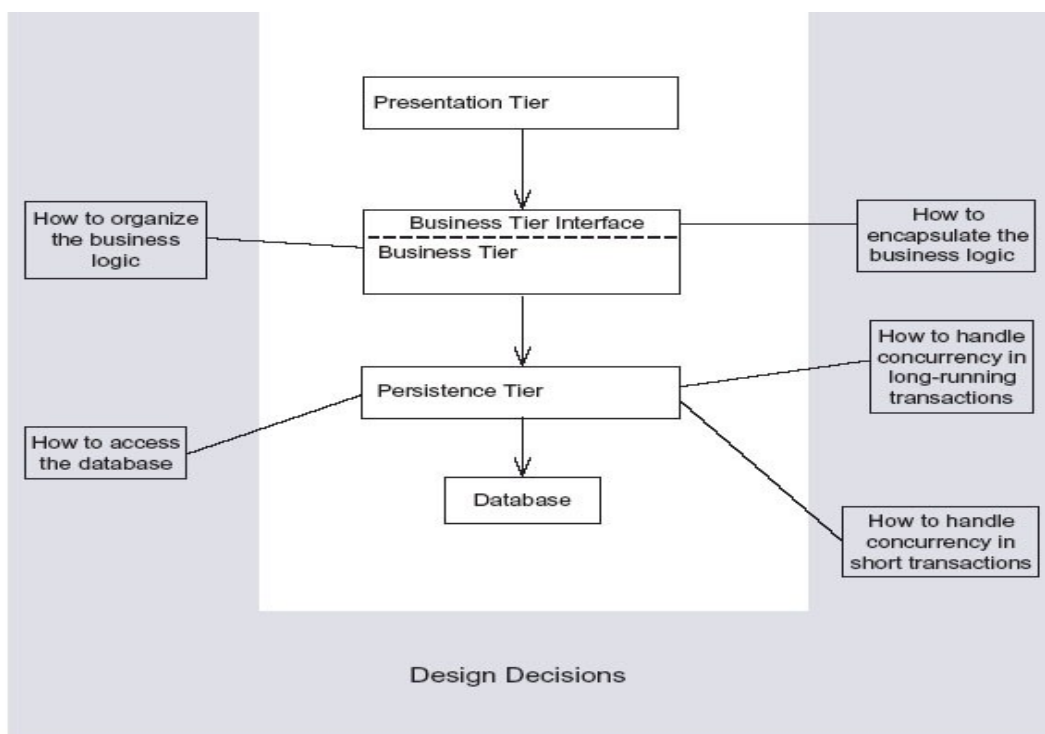 Presentation Tier
How to organize
the business
logic
Business Tier Interface
Business Tier
How to
encapsulate the
business logic
How to handle
concurrency in
long-running
transactions
Persistence Tier
How to access
the database
Database
How to handle
concurrency in
short transactions
Design Decisions